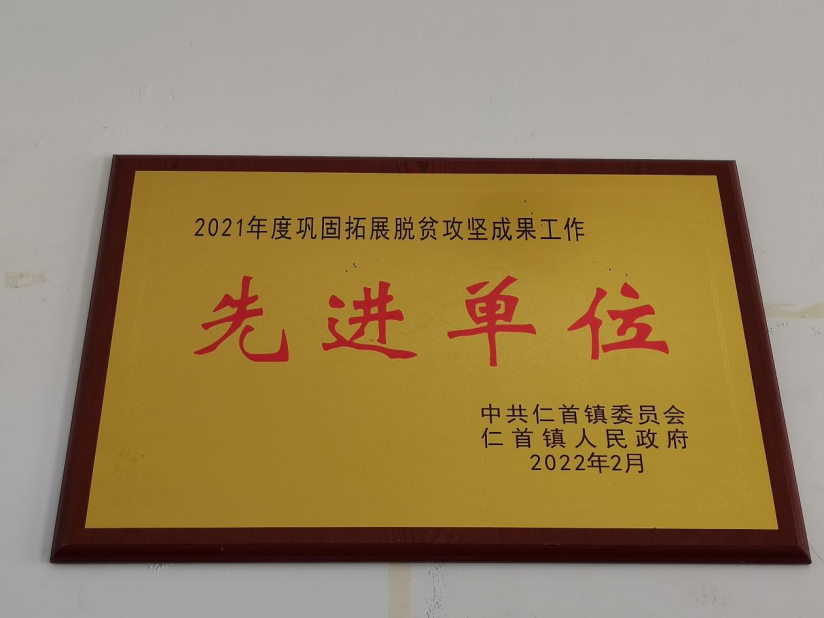 2021年度巩固拓展脱贫攻坚成果工作
先进单位
中共仁首镇委员会
仁首镇人民政府
2022年2月